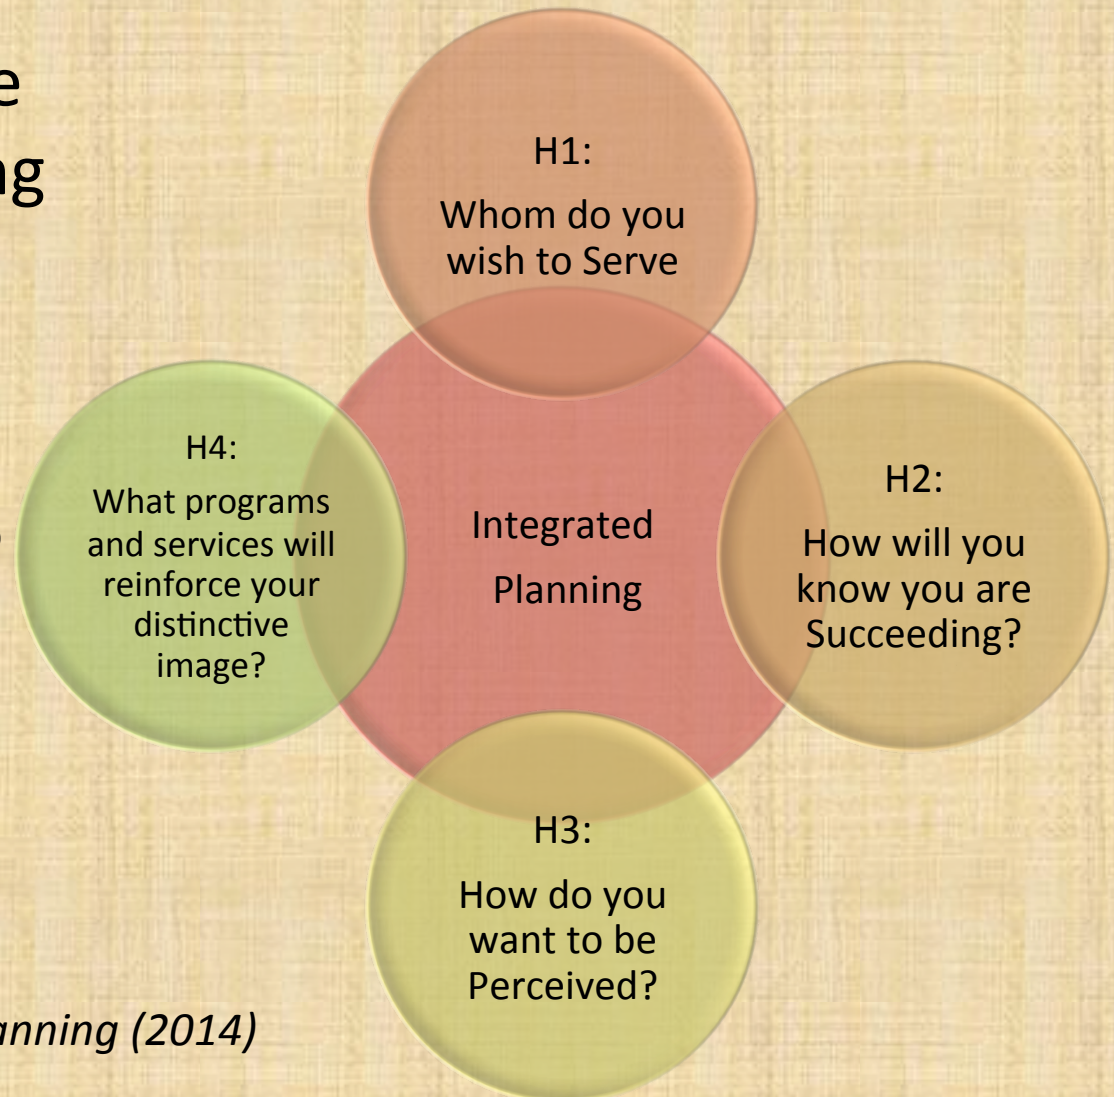 e
ng
H1:
Whom do you
wish to Serve
H4:
What programs
and services will
reinforce your
distinctive
image?
Integrated
Planning
H2:
How will you
know you are
Succeeding?
H3:
How do you
want to be
Perceived?
anning (2014)